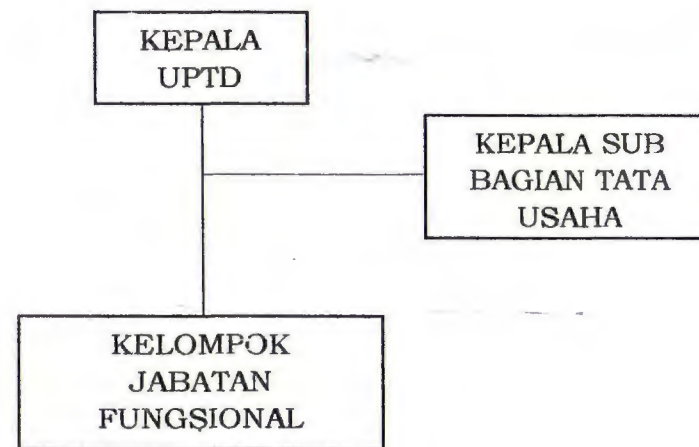 KEPALA
UPTD
KEPALA SUB
BAGIAN TATA
USAHA
KELOMPOK
JABATAN
FUNGSIONAL